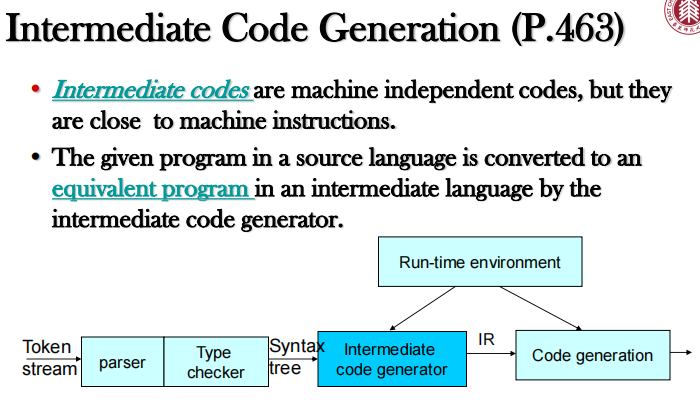 Intermediate Code Generation (P.463)
• Intermediate codes are machine independent codes, but they
are close to machine instructions.
• The given program in a source language is converted to an
equivalent program in an intermediate language by the
intermediate code generator.
Run-time environment
Token
stream
parser
Type
checker
Syntax
tree
Intermediate
code generator
IR
Code generation